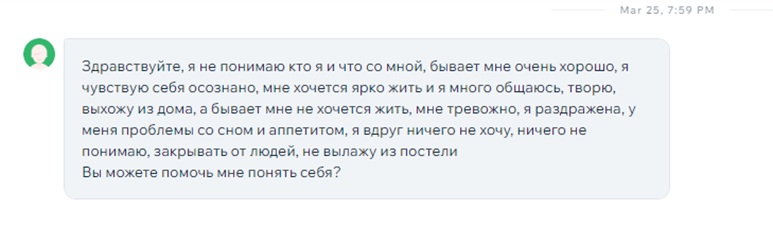 Mar 25, 7:59 PM
Здравствуйте, я не понимаю кто я и что со мной, бывает мне очень хорошо, я
чувствую себя осознано, мне хочется ярко жить и я много общаюсь, творю,
выхожу из дома, а бывает мне не хочется жить, мне тревожно, я раздражена, у
меня проблемы со сном и аппетитом, я вдруг ничего не хочу, ничего не
понимаю, закрывать от людей, не вылажу из постели
Вы можете помочь мне понять себя?